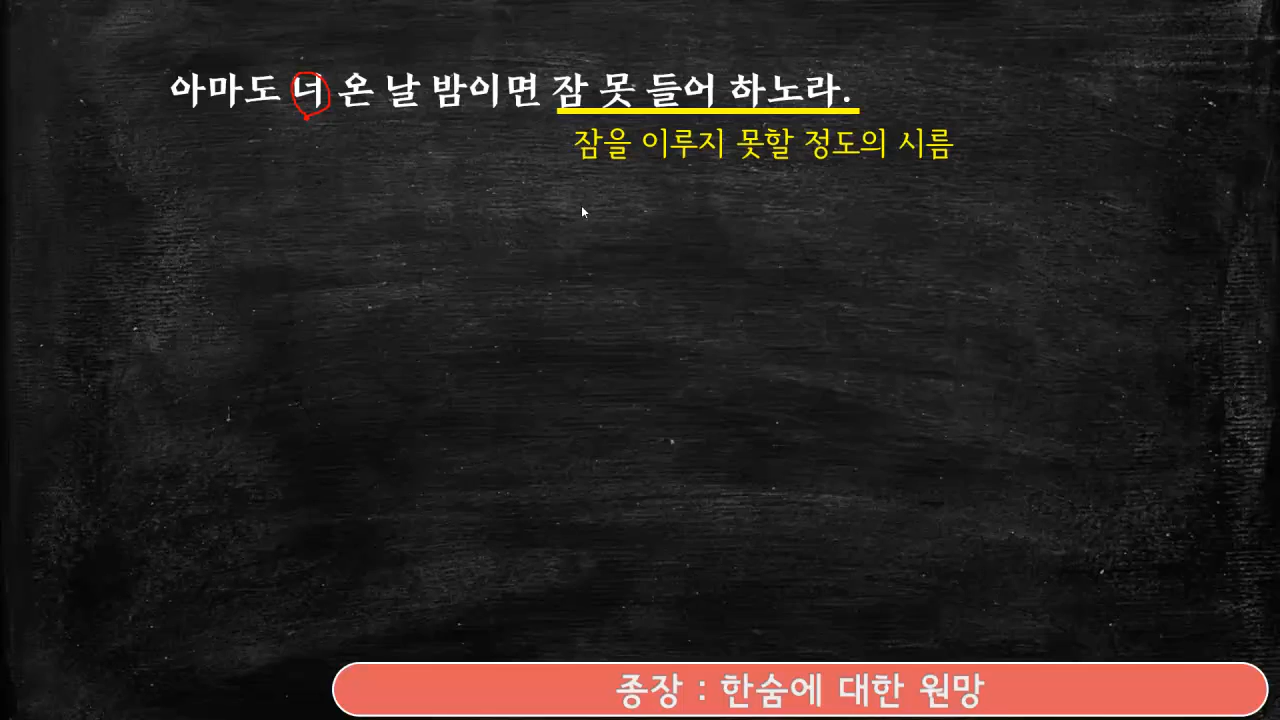 아마도 너 온 날 밤이면 잠 못 들어 하노라.
잠을 이루지 못할 정도의 시름
종장 : 한숨에 대한 원망